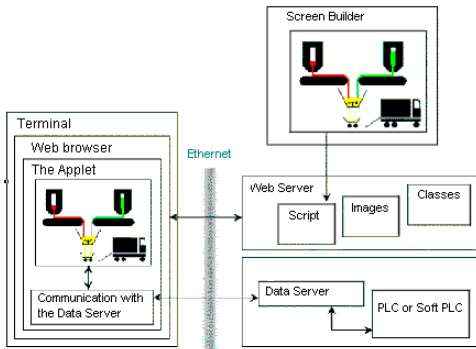 Screen Builder
Terminal
Web browser
The Applet
Ethernet
Web Server
Script
Images
Classes
Communication with
the Data Server
Data Server
PLC or Soft PLC